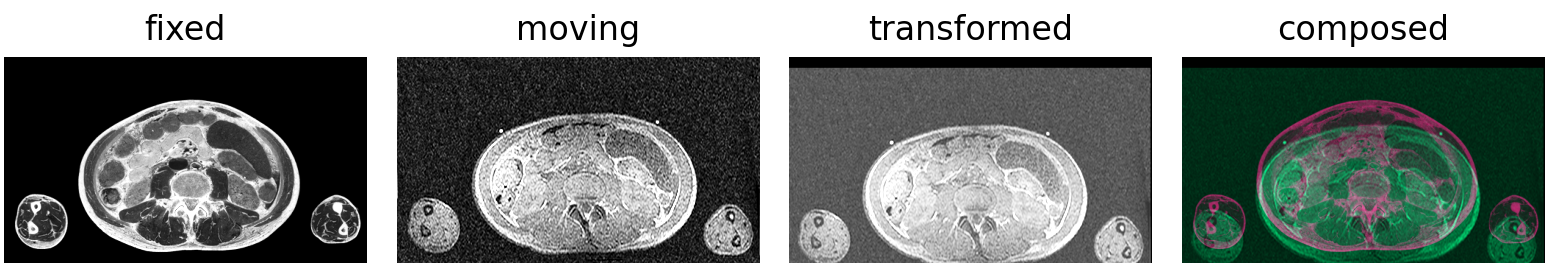 fixed
moving
transformed
composed